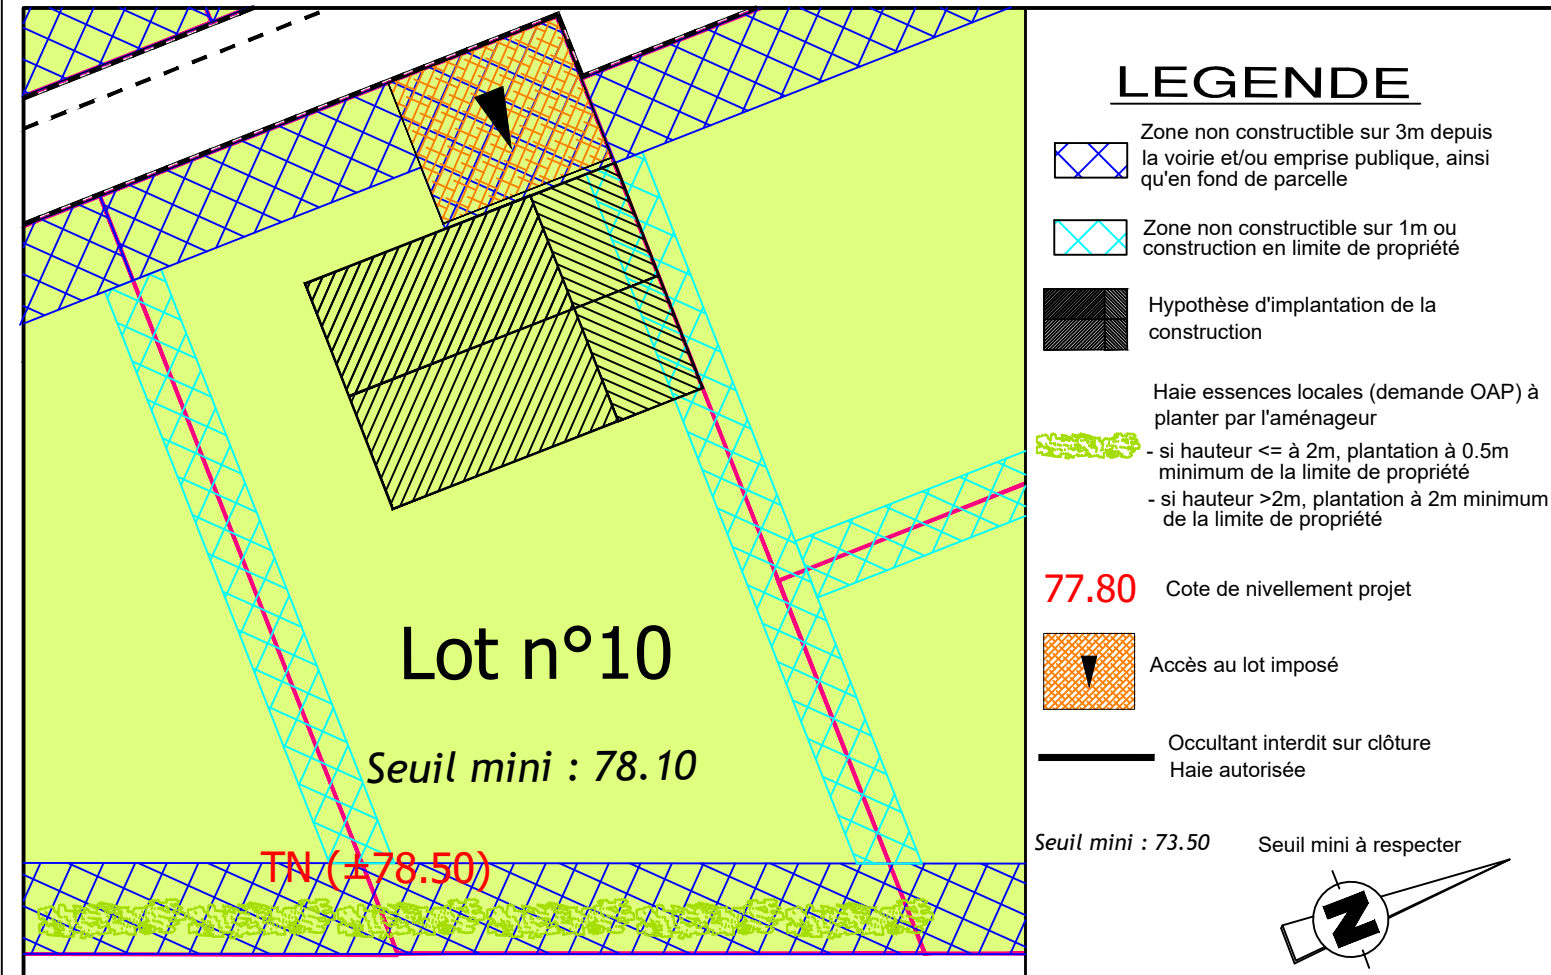 Lot n°10
Seuil mini : 78.10
TN (±78.50)
LEGENDE
Zone non constructible sur 3m depuis
la voirie et/ou emprise publique, ainsi
qu'en fond de parcelle
Zone non constructible sur 1m ou
construction en limite de propriété
Hypothèse d'implantation de la
construction
Haie essences locales (demande OAP) à
planter par l'aménageur
- si hauteur <= à 2m, plantation à 0.5m
minimum de la limite de propriété
- si hauteur >2m, plantation à 2m minimum
de la limite de propriété
77.80 Cote de nivellement projet
Accès au lot imposé
Occultant interdit sur clôture
Haie autorisée
Seuil mini : 73.50 Seuil mini à respecter
N